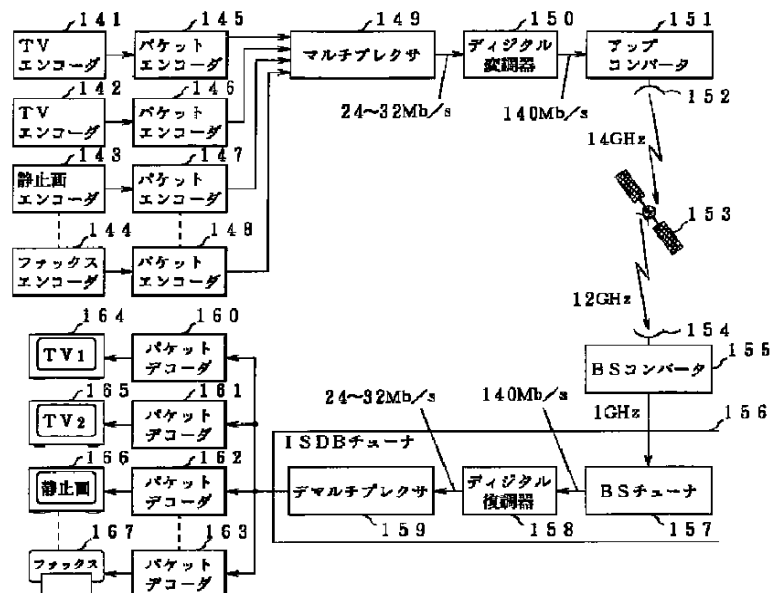 141
TV
エンコーダ
145
パケット
エンコーダ
149
マルチプレクサ
24~32Mb/s
150
ディジタル
変調器
140Mb/s
151
アップ
コンバータ
152
14GHz
142
TV
エンコーダ
146
パケット
エンコーダ
143
静止画
エンコーダ
147
パケット
エンコーダ
144
ファックス
エンコーダ
148
パケット
エンコーダ
153
12GHz
154
BSコンバータ
155
1GHz
156
ISDBチューナ
BSチューナ
157
140Mb/s
ディジタル
復調器
158
24~32Mb/s
デマルチプレクサ
159
160
パケット
デコーダ
164
TV1
161
パケット
デコーダ
165
TV2
162
パケット
デコーダ
166
静止画
163
パケット
デコーダ
167
ファックス